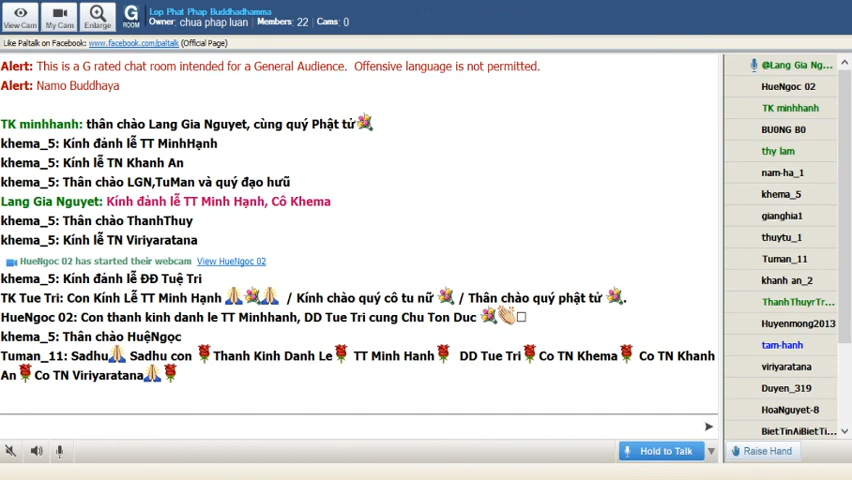 View Cam
My Cam
Enlarge
G ROOM
Lop Phat Phap Buddhadhamma
Owner: chua phap luan Members: 22 Cams: 0
Like Paltalk on Facebook: www.facebook.com/paltalk (Official Page)
Alert: This is a G rated chat room intended for a General Audience. Offensive language is not permitted.
Alert: Namo Buddhaya
TK minhhanh: thân chào Lang Gia Nguyet, cùng quý Phật tử
khema_5: Kính đảnh lễ TT MinhHạnh
khema_5: Kính lễ TN Khanh An
khema_5: Thân chào LGN,TuMan và quý đạo hưũ
Lang Gia Nguyet: Kính đảnh lễ TT Minh Hạnh, Cô Khema
khema_5: Thân chào ThanhThuy
khema_5: Kính lễ TN Viriyaratana
HueNgoc 02 has started their webcam View HueNgoc 02
khema_5: Kính đảnh lễ ĐĐ Tuệ Tri
TK Tue Tri: Con Kính Lễ TT Minh Hạnh / Kính chào quý cô tu nữ / Thân chào quý phật tử .
HueNgoc 02: Con thanh kinh danh le TT Minhhanh, DD Tue Tri cung Chu Ton Duc
khema_5: Thân chào HuệNgọc
Tuman_11: Sadhu Sadhu con Thanh Kinh Danh Le TT Minh Hanh DD Tue Tri Co TN Khema Co TN Khanh
An Co TN Viriyaratana
Hold to Talk
@Lang Gia Ng...
HueNgoc 02
TK minhhanh
BU0NG B0
thy lam
nam-ha_1
khema_5
gianghia1
thuytu_1
Tuman_11
khanh an_2
ThanhThuyrTr...
Huyenmong2013
tam-hanh
viriyaratana
Duyen_319
HoaNguyet-8
BietTinAiBietTi...
Raise Hand